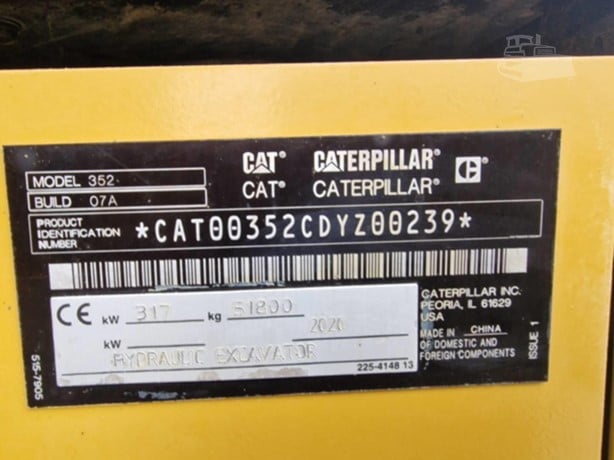 CAT® CATERPILLAR® C®
MODEL 352
CAT® CATERPILLAR®
BUILD 07A
PRODUCT IDENTIFICATION NUMBER *CAT00352CDYZ00239*
CE kW 317 kg 51800
CATERPILLAR INC.
PEORIA, IL 61629
USA
2020
kW
MADE IN CHINA
OF DOMESTIC AND
FOREIGN COMPONENTS
HYDRAULIC EXCAVATOR
225-4148 13
515-7905
ISSUE 1